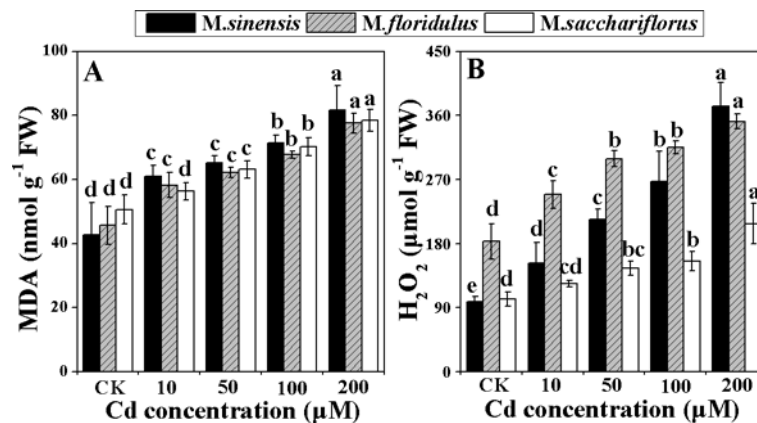 M.sinensis M.floridulus M.sacchariflorus
A
MDA (nmol g-1 FW)
100
80
60
40
20
0
d d d
c c d
c c c
b b b
a a a
CK 10 50 100 200
Cd concentration (µM)
B
H2O2 (µmol g-1 FW)
450
360
270
180
90
0
e d d
d c cd
c b bc
b b b
a a a
CK 10 50 100 200
Cd concentration (µM)